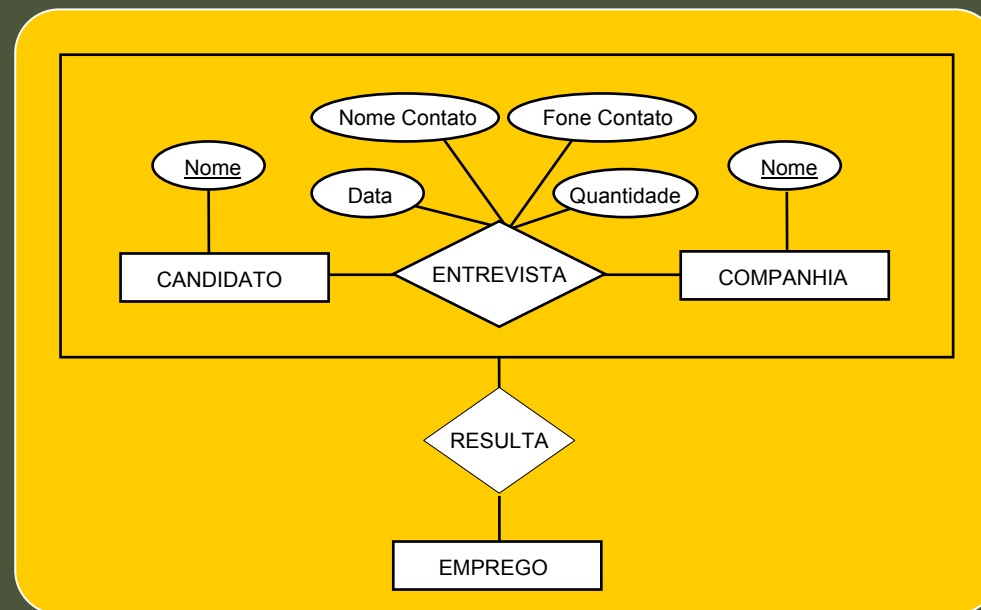 Nome Contato
Fone Contato
Nome
Nome
Data
Quantidade
CANDIDATO
ENTREVISTA
COMPANHIA
RESULTA
EMPREGO